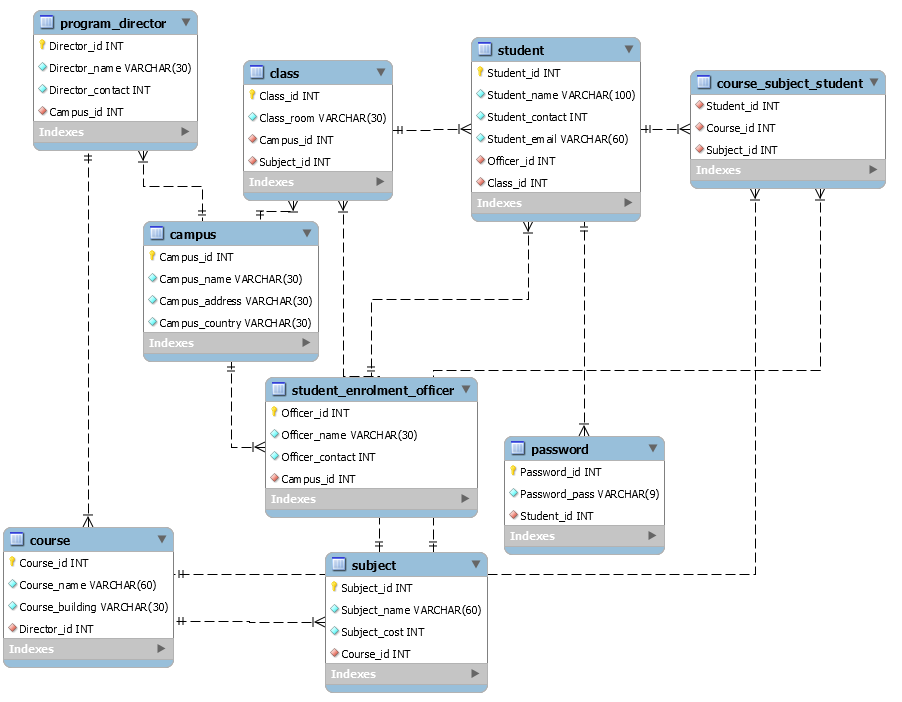 program_director
Director_id INT
Director_name VARCHAR(30)
Director_contact INT
Campus_id INT
Indexes
class
Class_id INT
Class_room VARCHAR(30)
Campus_id INT
Subject_id INT
Indexes
student
Student_id INT
Student_name VARCHAR(100)
Student_contact INT
Student_email VARCHAR(60)
Officer_id INT
Class_id INT
Indexes
course_subject_student
Student_id INT
Course_id INT
Subject_id INT
Indexes
campus
Campus_id INT
Campus_name VARCHAR(30)
Campus_address VARCHAR(30)
Campus_country VARCHAR(30)
Indexes
student_enrolment_officer
Officer_id INT
Officer_name VARCHAR(30)
Officer_contact INT
Campus_id INT
Indexes
password
Password_id INT
Password_pass VARCHAR(9)
Student_id INT
Indexes
course
Course_id INT
Course_name VARCHAR(60)
Course_building VARCHAR(30)
Director_id INT
Indexes
subject
Subject_id INT
Subject_name VARCHAR(60)
Subject_cost INT
Course_id INT
Indexes